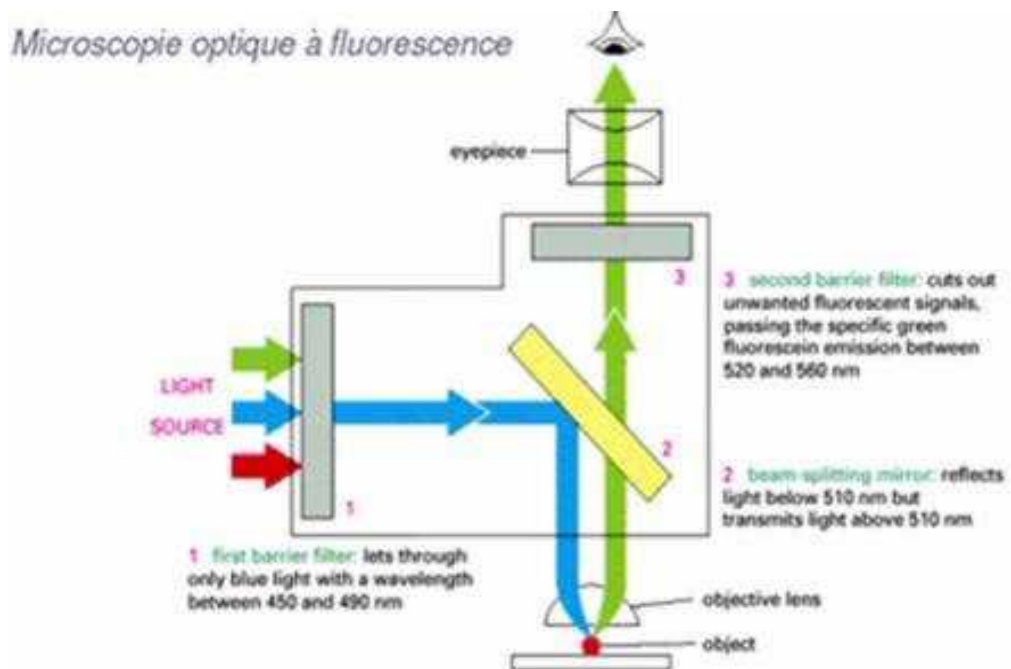 Microscopie optique à fluorescence
eyepiece
3
3 second barrier filter: cuts out
unwanted fluorescent signals,
passing the specific green
fluorescein emission between
520 and 560 nm
LIGHT
SOURCE
2
1
2 beam-splitting mirror: reflects
light below 510 nm but
transmits light above 510 nm
1 first barrier filter: lets through
only blue light with a wavelength
between 450 and 490 nm
objective lens
object